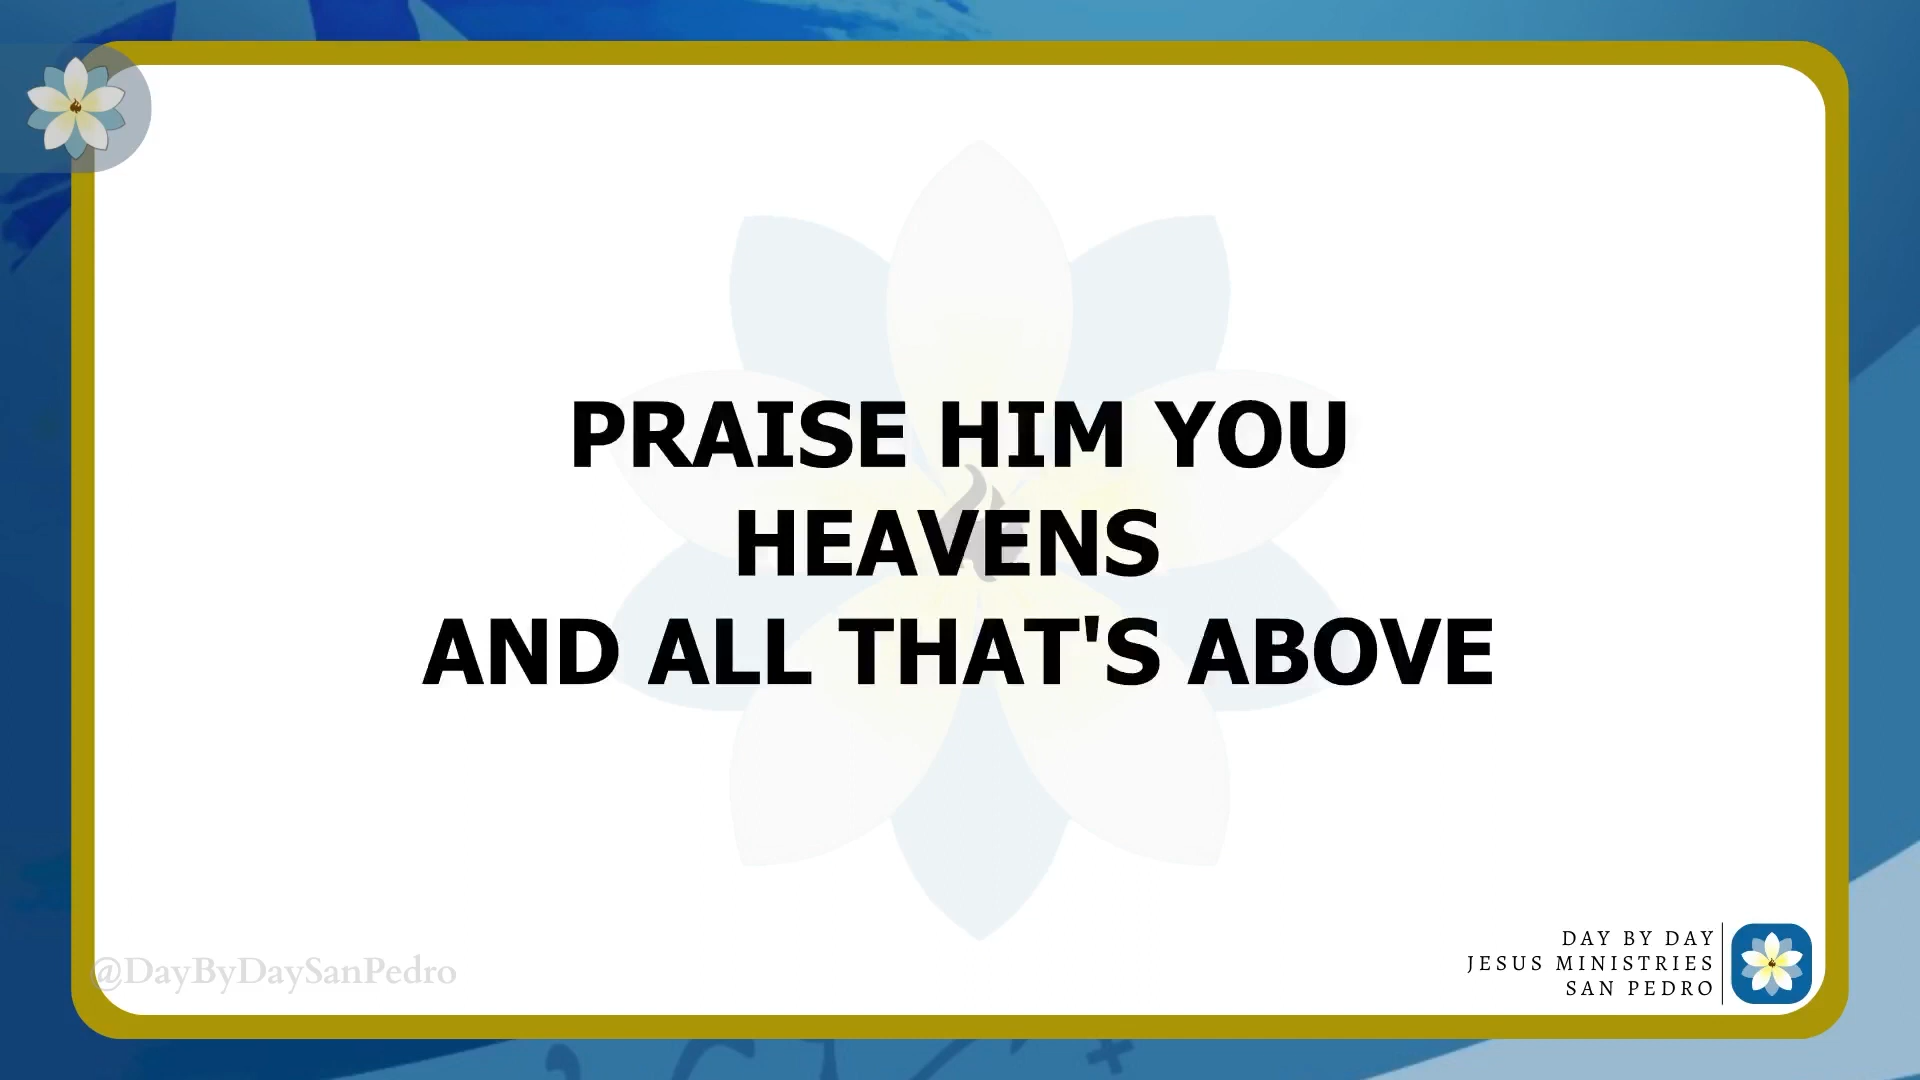 PRAISE HIM YOU
HEAVENS
AND ALL THAT'S ABOVE
@DayByDaySanPedro
DAY BY DAY
JESUS MINISTRIES
SAN PEDRO